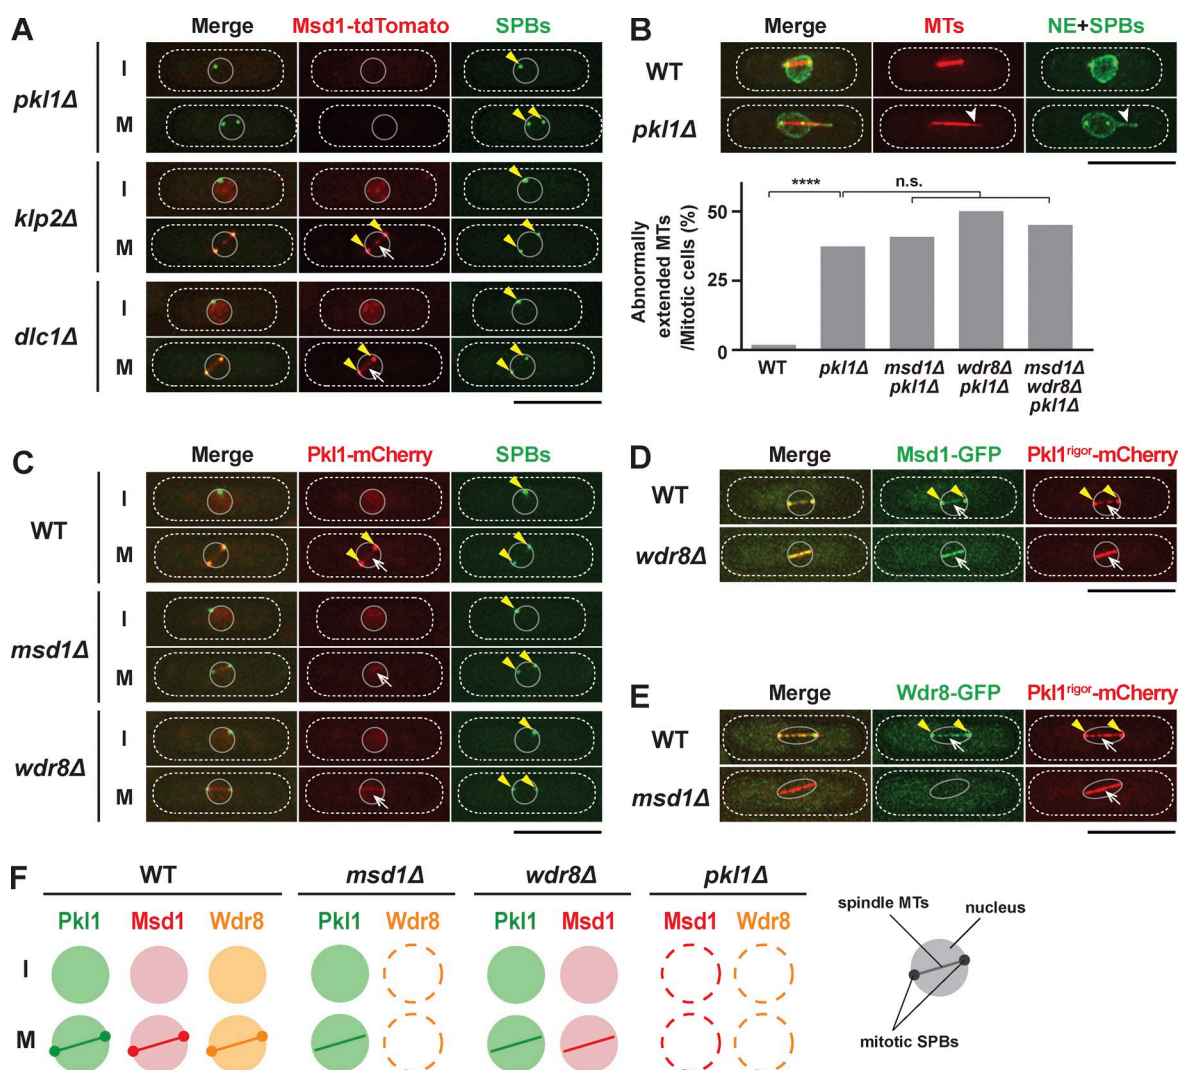 A
Merge Msd1-tdTomato SPBs
pkl1Δ
I
M
klp2Δ
I
M
dlc1Δ
I
M
B
Merge MTs NE+SPBs
WT
pkl1Δ
**** n.s.
Abnormally
extended MTs
/Mitotic cells (%)
50
25
0
WT pkl1Δ msd1Δ wdr8Δ msd1Δ
pkl1Δ pkl1Δ wdr8Δ
pkl1Δ
C
Merge Pkl1-mCherry SPBs
WT
I
M
msd1Δ
I
M
wdr8Δ
I
M
D
Merge Msd1-GFP Pkl1rigor-mCherry
WT
wdr8Δ
E
Merge Wdr8-GFP Pkl1rigor-mCherry
WT
msd1Δ
F
WT msd1Δ wdr8Δ pkl1Δ
Pkl1 Msd1 Wdr8 Pkl1 Wdr8 Pkl1 Msd1 Msd1 Wdr8
I
M
spindle MTs
nucleus
mitotic SPBs